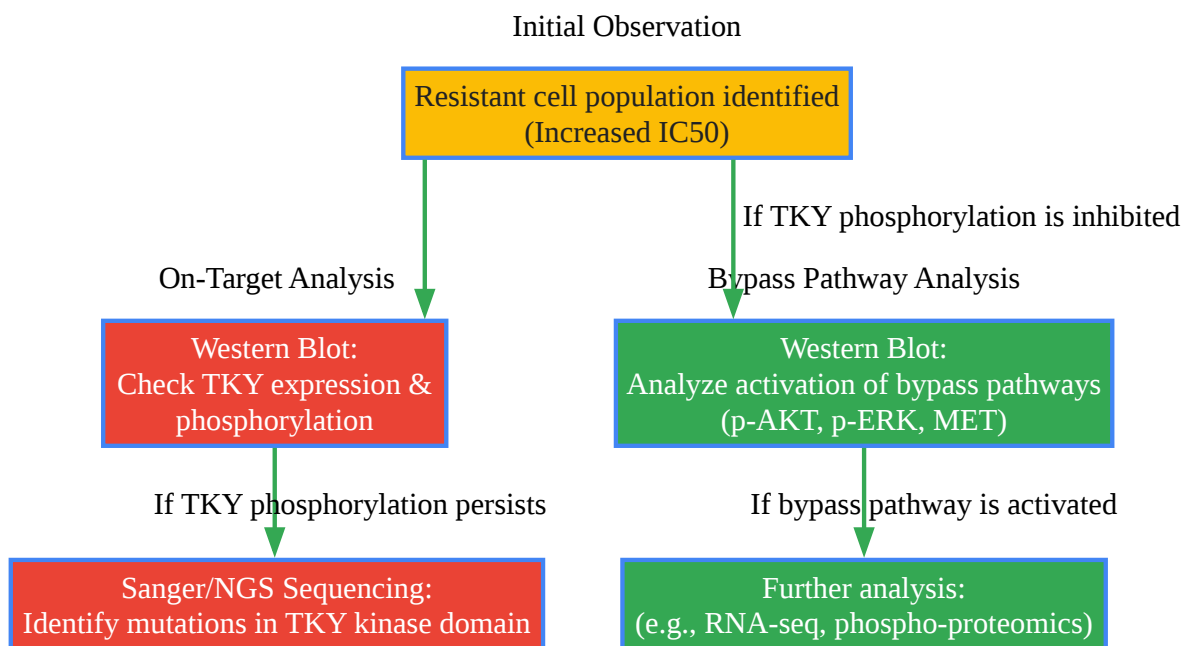 Initial Observation
Resistant cell population identified
(Increased IC50)
If TKY phosphorylation is inhibited
On-Target Analysis
Bypass Pathway Analysis
Western Blot:
Check TKY expression &
phosphorylation
Western Blot:
Analyze activation of bypass pathways
(p-AKT, p-ERK, MET)
If TKY phosphorylation persists
If bypass pathway is activated
Sanger/NGS Sequencing:
Identify mutations in TKY kinase domain
Further analysis:
(e.g., RNA-seq, phospho-proteomics)